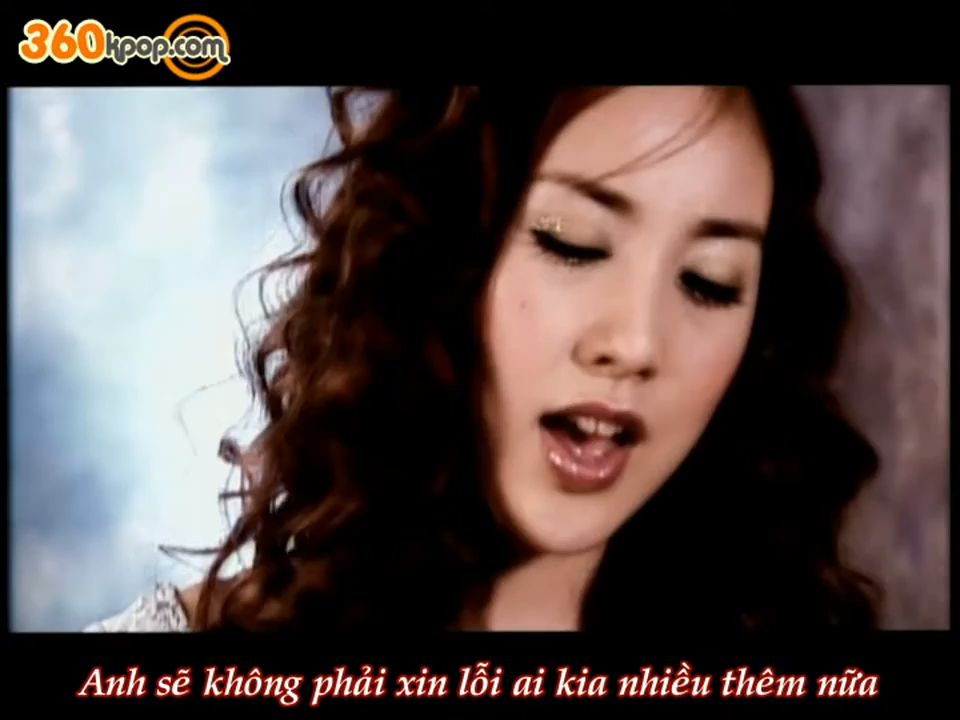 360kpop.com
Anh sẽ không phải xin lỗi ai kia nhiều thêm nữa